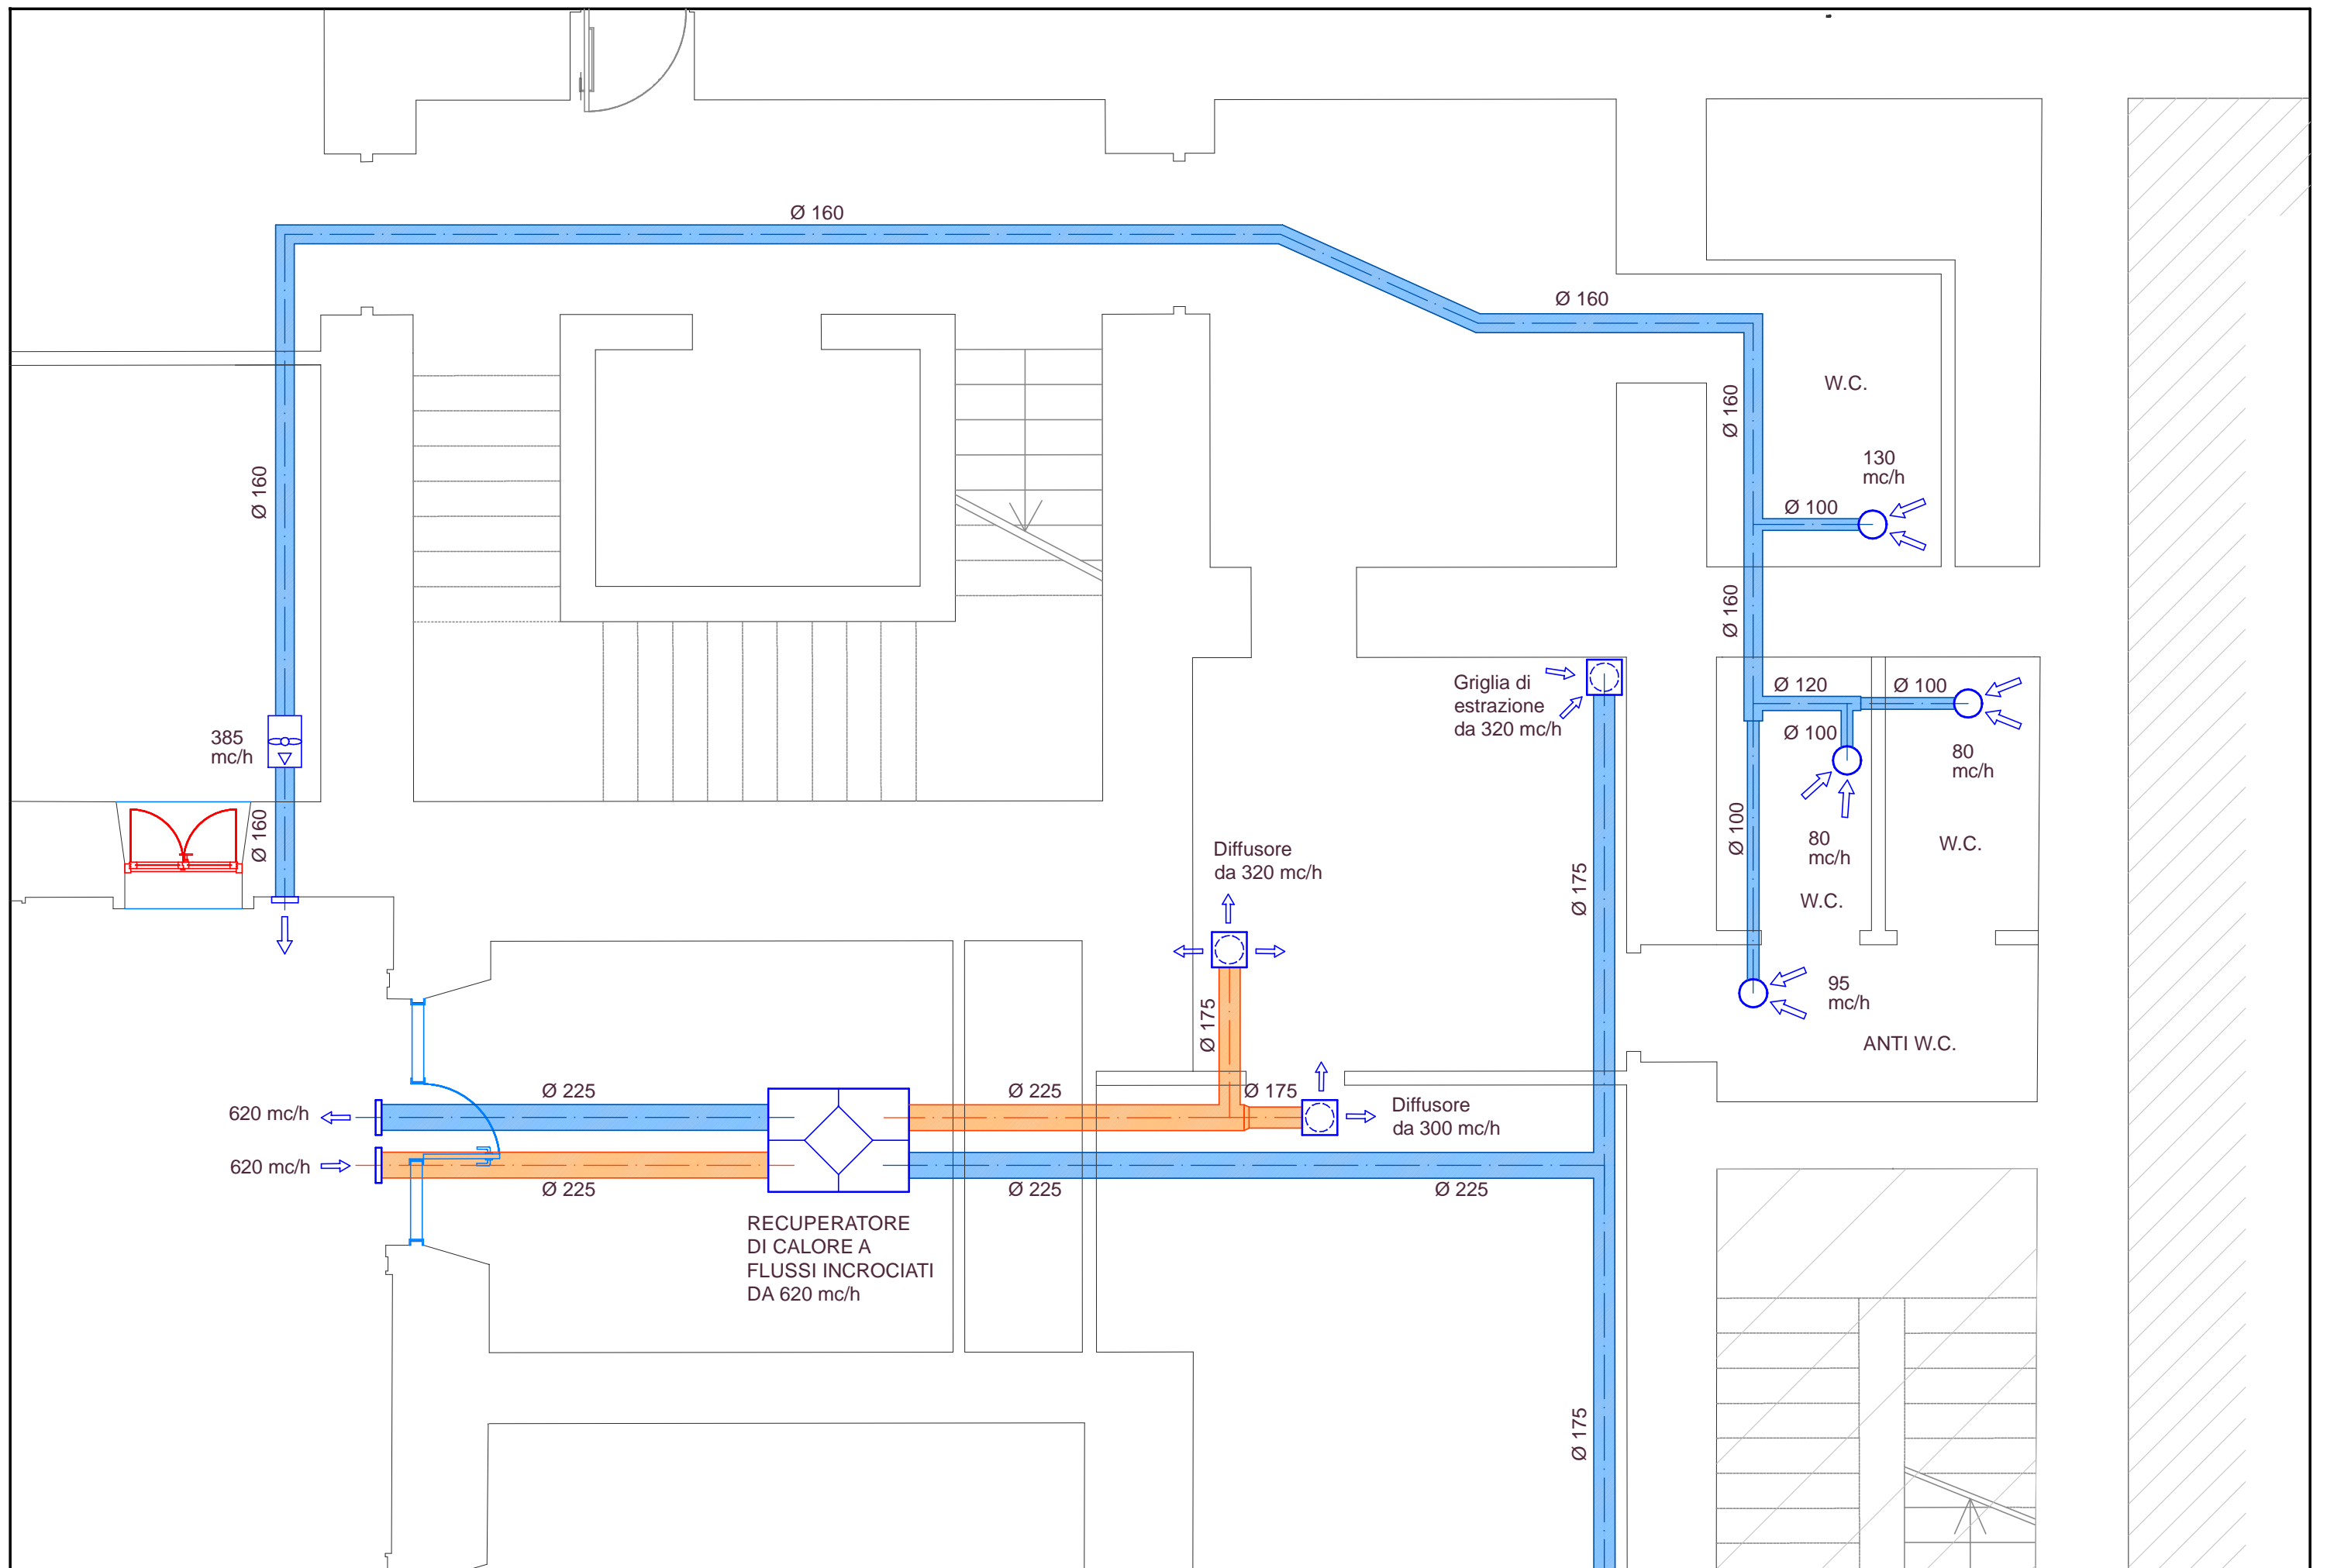 Ø 160
Ø 160
Ø 160
W.C.
130
mc/h
Ø 160
Ø 100
Ø 160
Ø 160
Griglia di
estrazione
da 320 mc/h
Ø 120
Ø 100
Ø 100
385
mc/h
80
mc/h
Ø 160
Ø 100
80
mc/h
W.C.
W.C.
Diffusore
da 320 mc/h
Ø 175
95
mc/h
Ø 175
ANTI W.C.
620 mc/h
Ø 225
Ø 225
Ø 175
Diffusore
da 300 mc/h
620 mc/h
Ø 225
Ø 225
Ø 225
RECUPERATORE
DI CALORE A
FLUSSI INCROCIATI
DA 620 mc/h
Ø 175